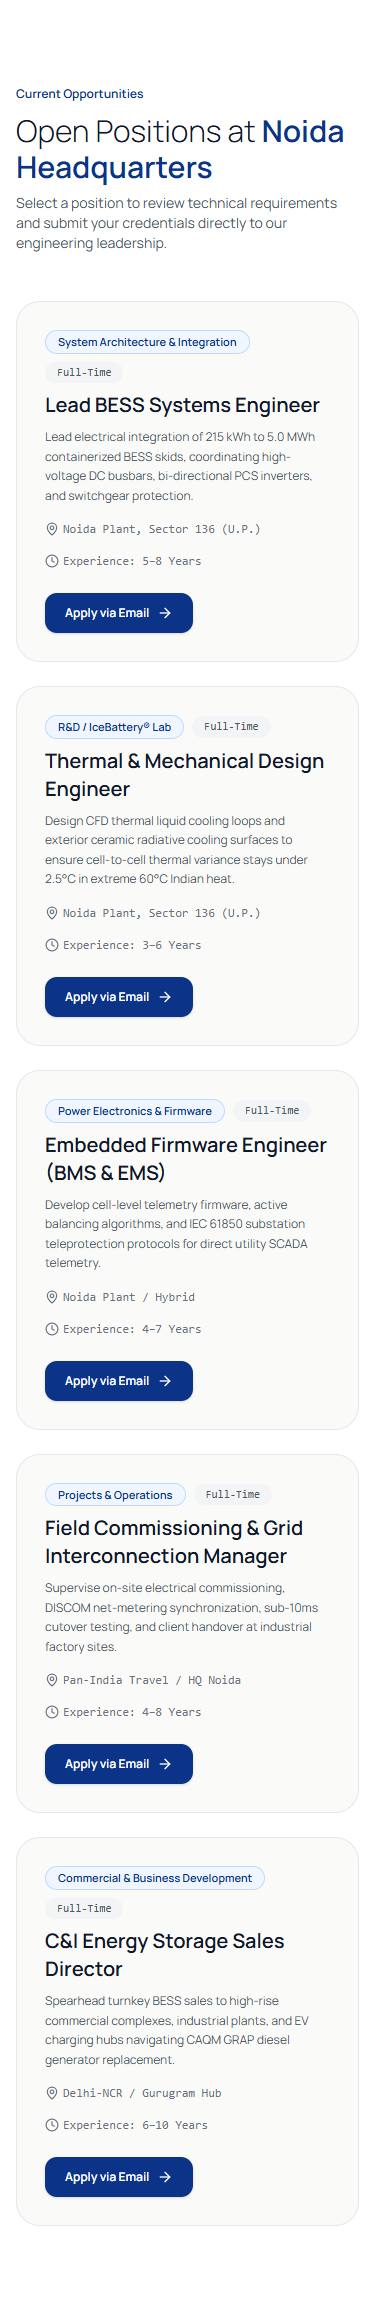 Current Opportunities
Open Positions at Noida
Headquarters
Select a position to review technical requirements
and submit your credentials directly to our
engineering leadership.
System Architecture & Integration
Full-Time
Lead BESS Systems Engineer
Lead electrical integration of 215 kWh to 5.0 MWh
containerized BESS skids, coordinating high-
voltage DC busbars, bi-directional PCS inverters,
and switchgear protection.
Noida Plant, Sector 136 (U.P.)
Experience: 5–8 Years
Apply via Email
R&D / IceBattery® Lab Full-Time
Thermal & Mechanical Design
Engineer
Design CFD thermal liquid cooling loops and
exterior ceramic radiative cooling surfaces to
ensure cell-to-cell thermal variance stays under
2.5°C in extreme 60°C Indian heat.
Noida Plant, Sector 136 (U.P.)
Experience: 3–6 Years
Apply via Email
Power Electronics & Firmware Full-Time
Embedded Firmware Engineer
(BMS & EMS)
Develop cell-level telemetry firmware, active
balancing algorithms, and IEC 61850 substation
teleprotection protocols for direct utility SCADA
telemetry.
Noida Plant / Hybrid
Experience: 4–7 Years
Apply via Email
Projects & Operations Full-Time
Field Commissioning & Grid
Interconnection Manager
Supervise on-site electrical commissioning,
DISCOM net-metering synchronization, sub-10ms
cutover testing, and client handover at industrial
factory sites.
Pan-India Travel / HQ Noida
Experience: 4–8 Years
Apply via Email
Commercial & Business Development
Full-Time
C&I Energy Storage Sales
Director
Spearhead turnkey BESS sales to high-rise
commercial complexes, industrial plants, and EV
charging hubs navigating CAQM GRAP diesel
generator replacement.
Delhi-NCR / Gurugram Hub
Experience: 6–10 Years
Apply via Email